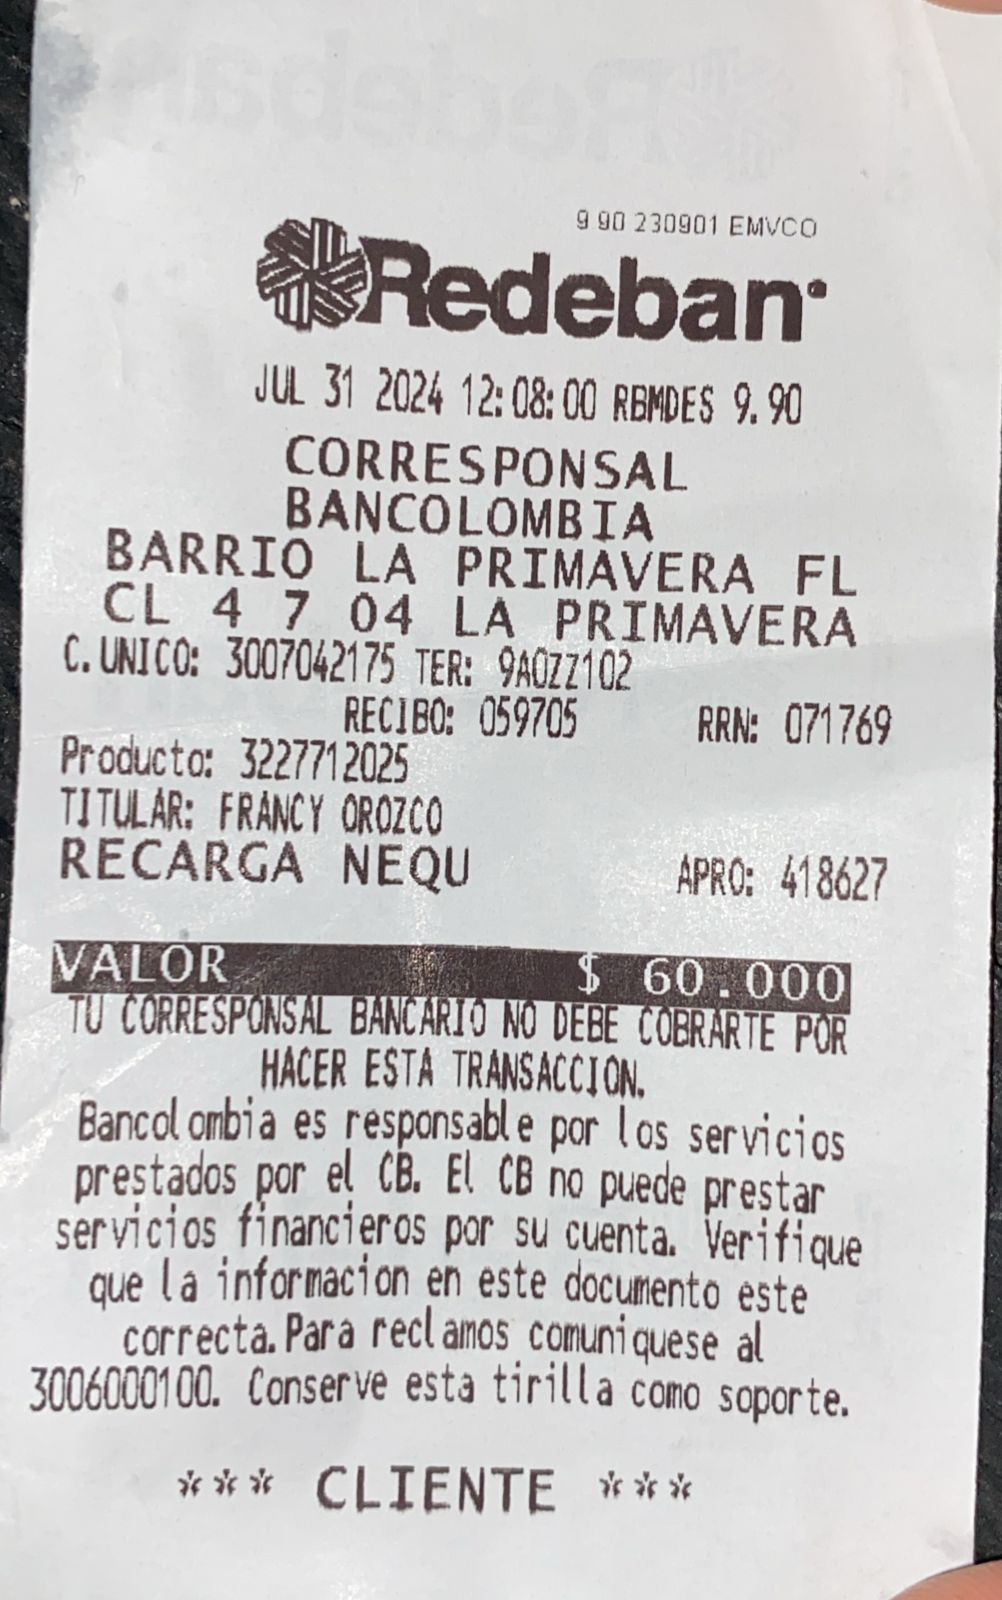 9 90 230901 EMVCO
Redeban
JUL 31 2024 12:08:00 RBMDES 9.90
CORRESPONSAL
BANCOLOMBIA
BARRIO LA PRIMAVERA FL
CL 4 7 04 LA PRIMAVERA
C.UNICO: 3007042175 TER: 9AOZZ102
RECIBO: 059705 RRN: 071769
Producto: 3227712025
TITULAR: FRANCY OROZCO
RECARGA NEQU APRO: 418627
VALOR $ 60.000
TU CORRESPONSAL BANCARIO NO DEBE COBRARTE POR
HACER ESTA TRANSACCION.
Bancolombia es responsable por los servicios
prestados por el CB. El CB no puede prestar
servicios financieros por su cuenta. Verifique
que la informacion en este documento este
correcta. Para reclamos comuniquese al
3006000100. Conserve esta tirilla como soporte.
*** CLIENTE ***